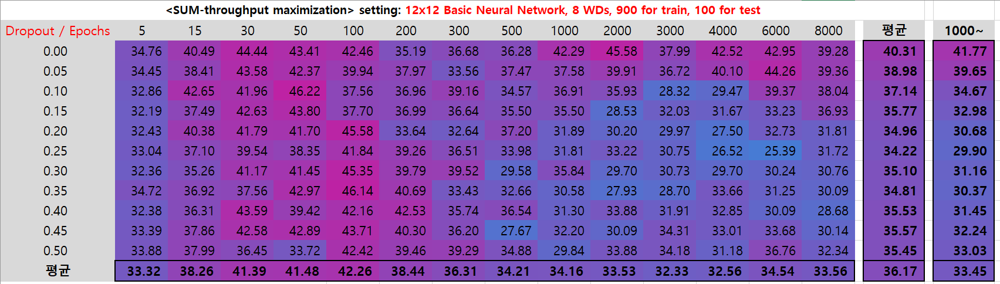 <SUM-throughput maximization> setting: 12x12 Basic Neural Network, 8 WDs, 900 for train, 100 for test
Dropout / Epochs 5 15 30 50 100 200 300 500 1000 2000 3000 4000 6000 8000 평균 1000~
0.00 34.76 40.49 44.44 43.41 42.46 35.19 36.68 36.28 42.29 45.58 37.99 42.52 42.95 39.28 40.31 41.77
0.05 34.45 38.41 43.58 42.37 39.94 37.97 33.56 37.47 37.58 39.91 36.72 40.10 44.26 39.36 38.98 39.65
0.10 32.86 42.65 41.96 46.22 37.56 36.96 39.16 34.57 36.91 35.93 28.32 29.47 39.37 38.04 37.14 34.67
0.15 32.19 37.49 42.63 43.80 37.70 36.99 36.64 35.50 35.50 28.53 32.03 31.67 33.23 36.93 35.77 32.98
0.20 32.43 40.38 41.79 41.70 45.58 33.64 32.64 37.20 31.89 30.20 29.97 27.50 32.73 31.81 34.96 30.68
0.25 33.04 37.10 39.54 38.35 41.84 39.26 36.51 33.98 31.81 33.22 30.75 26.52 25.39 31.72 34.22 29.90
0.30 32.36 35.26 41.17 41.45 45.35 39.79 39.52 29.58 35.84 29.70 30.73 29.70 30.24 30.76 35.10 31.16
0.35 34.72 36.92 37.56 42.97 46.14 40.69 33.43 32.66 30.58 27.93 28.70 33.66 31.25 30.09 34.81 30.37
0.40 32.38 36.31 43.59 39.42 42.16 42.53 35.74 36.54 31.30 33.88 31.91 32.85 30.09 28.68 35.53 31.45
0.45 33.39 37.86 42.58 42.89 43.71 40.30 36.20 27.67 32.20 30.09 34.31 33.01 33.68 30.14 35.57 32.24
0.50 33.88 37.99 36.45 33.72 42.42 39.46 39.29 34.88 29.84 33.88 34.18 31.18 36.76 32.34 35.45 33.03
평균 33.32 38.26 41.39 41.48 42.26 38.44 36.31 34.21 34.16 33.53 32.33 32.56 34.54 33.56 36.17 33.45